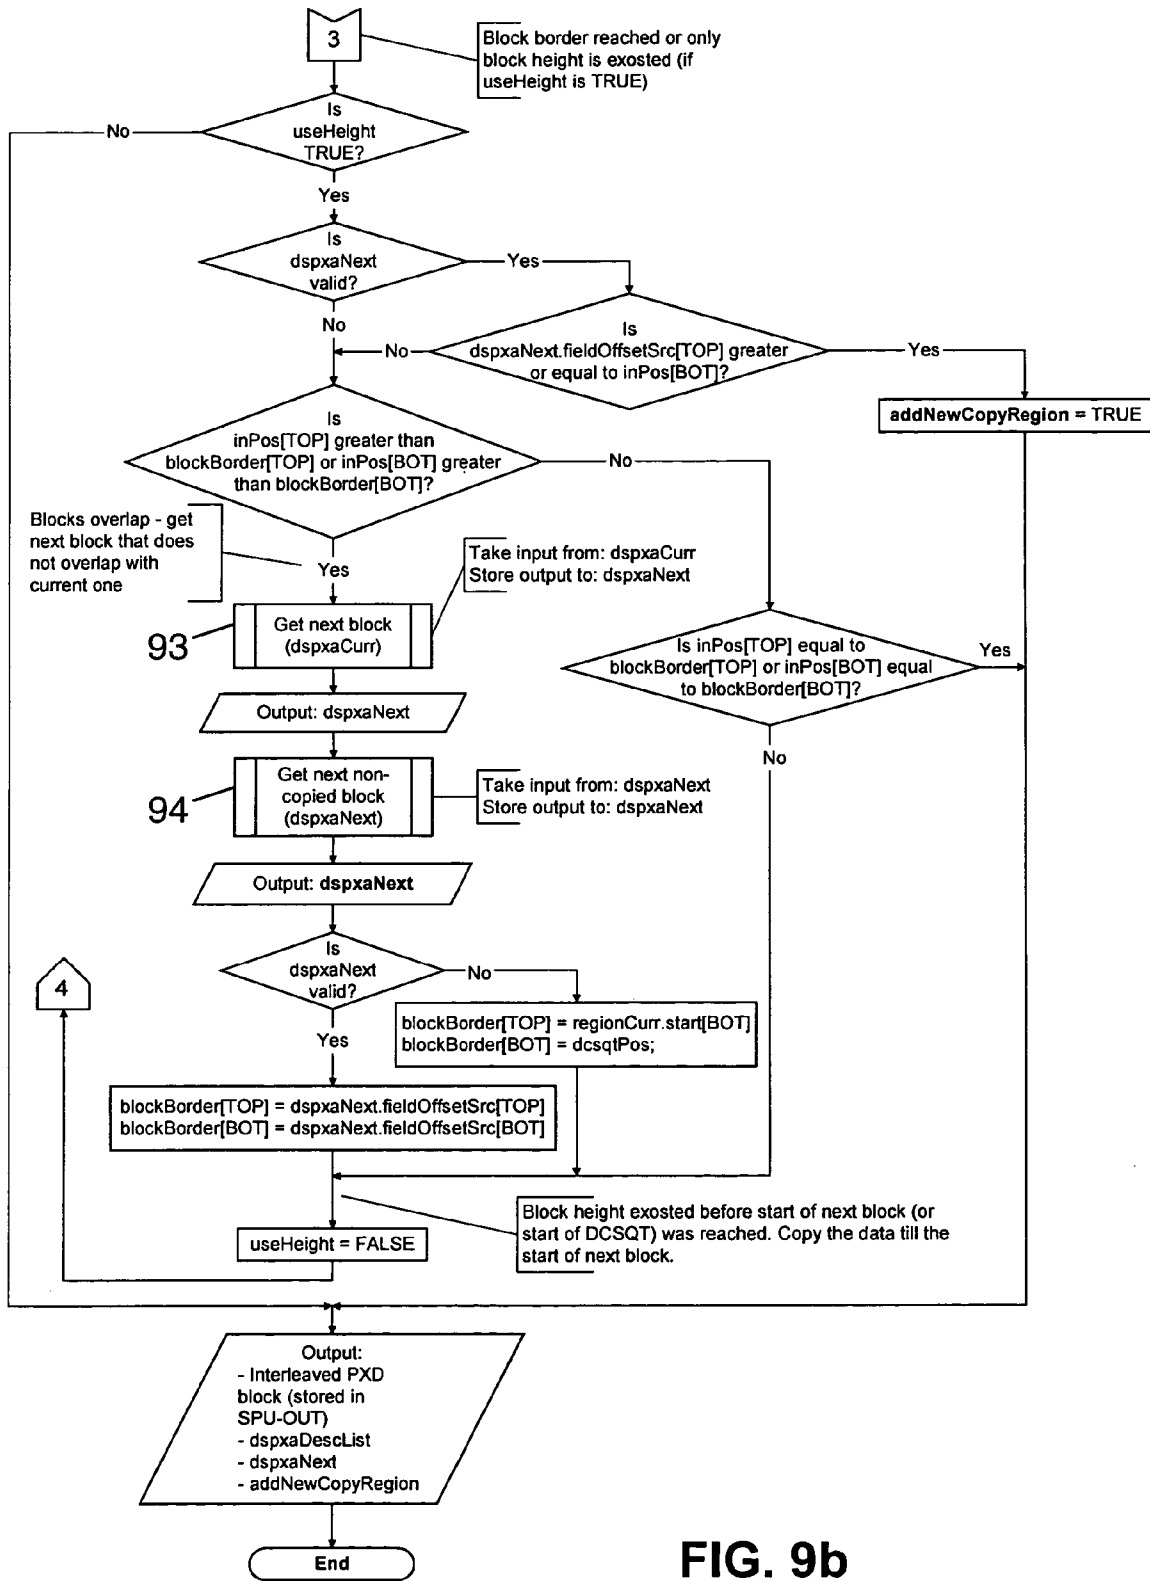 3
Block border reached or only
block height is exosted (if
useHeight is TRUE)
Is
useHeight
TRUE?
No
Yes
Is
dspxaNext
valid?
Yes
No
Is
dspxaNext.fieldOffsetSrc[TOP] greater
or equal to inPos[BOT]?
No
Yes
addNewCopyRegion = TRUE
Is
inPos[TOP] greater than
blockBorder[TOP] or inPos[BOT] greater
than blockBorder[BOT]?
No
Blocks overlap - get
next block that does
not overlap with
current one
Yes
Take input from: dspxaCurr
Store output to: dspxaNext
93
Get next block
(dspxaCurr)
Is inPos[TOP] equal to
blockBorder[TOP] or inPos[BOT] equal
to blockBorder[BOT]?
Yes
No
Output: dspxaNext
94
Get next non-
copied block
(dspxaNext)
Take input from: dspxaNext
Store output to: dspxaNext
Output: dspxaNext
Is
dspxaNext
valid?
No
Yes
4
blockBorder[TOP] = regionCurr.start[BOT]
blockBorder[BOT] = dcsqtPos;
blockBorder[TOP] = dspxaNext.fieldOffsetSrc[TOP]
blockBorder[BOT] = dspxaNext.fieldOffsetSrc[BOT]
Block height exosted before start of next block (or
start of DCSQT) was reached. Copy the data till the
start of next block.
useHeight = FALSE
Output:
- Interleaved PXD
block (stored in
SPU-OUT)
- dspxaDescList
- dspxaNext
- addNewCopyRegion
End
FIG. 9b